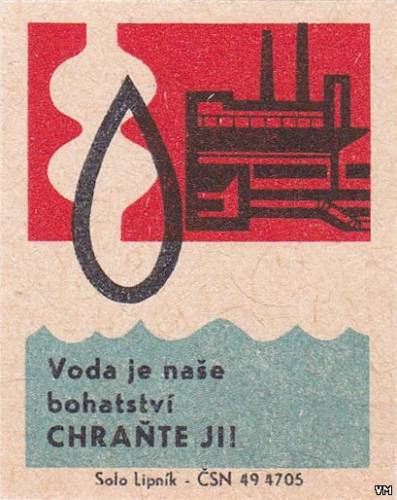 Voda je naše
bohatství
CHRAŇTE JI!
Solo Lipník - ČSN 49 4705
VM